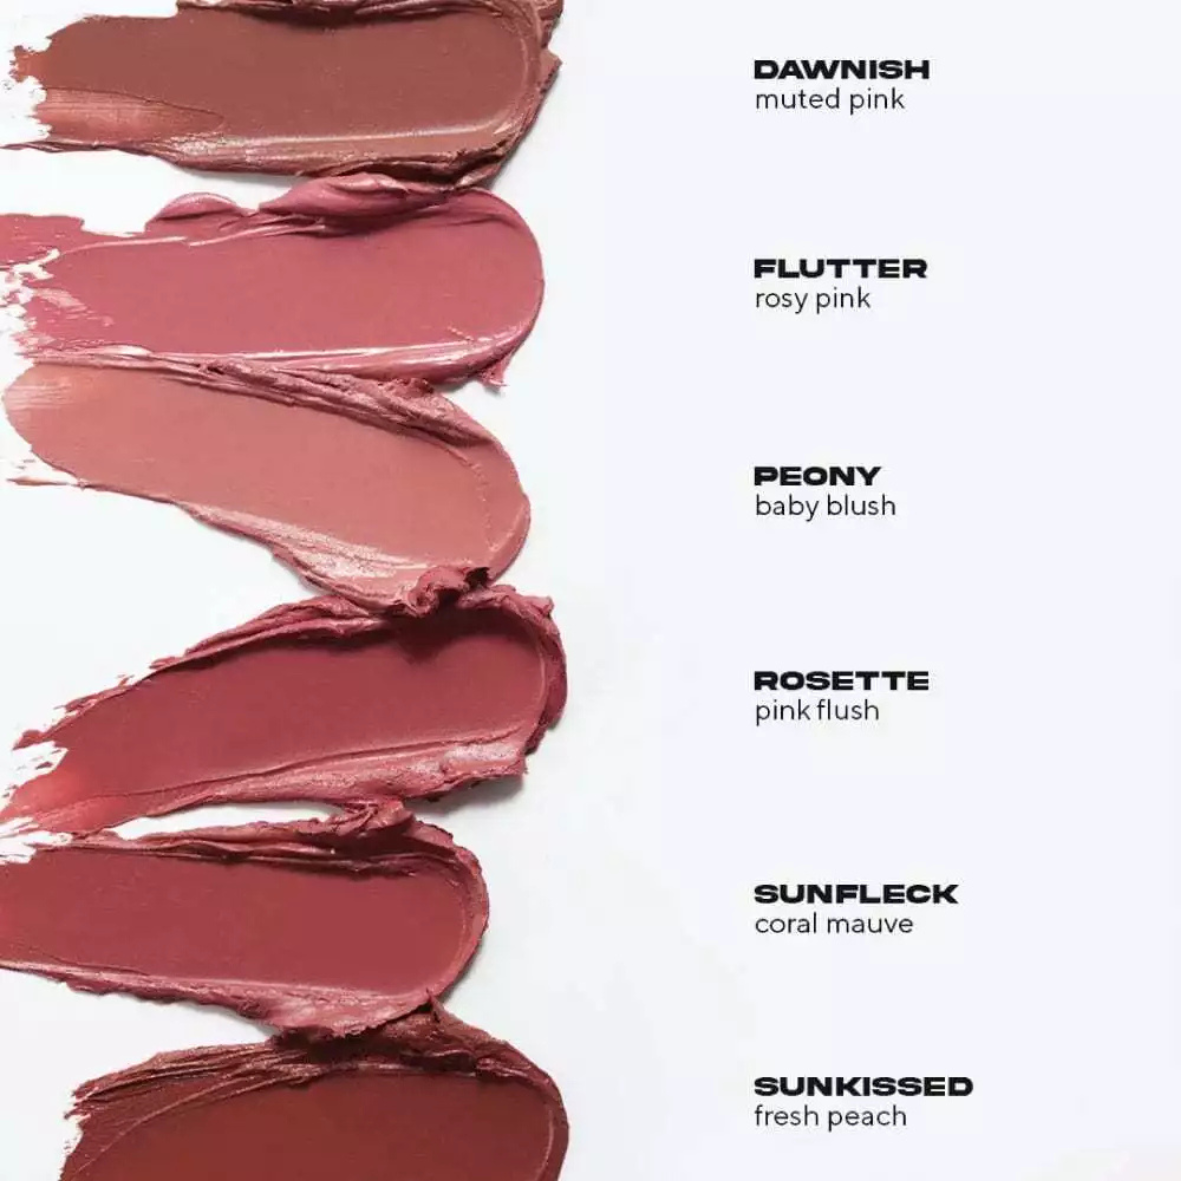 DAWNISH
muted pink
FLUTTER
rosy pink
PEONY
baby blush
ROSETTE
pink flush
SUNFLECK
coral mauve
SUNKISSED
fresh peach